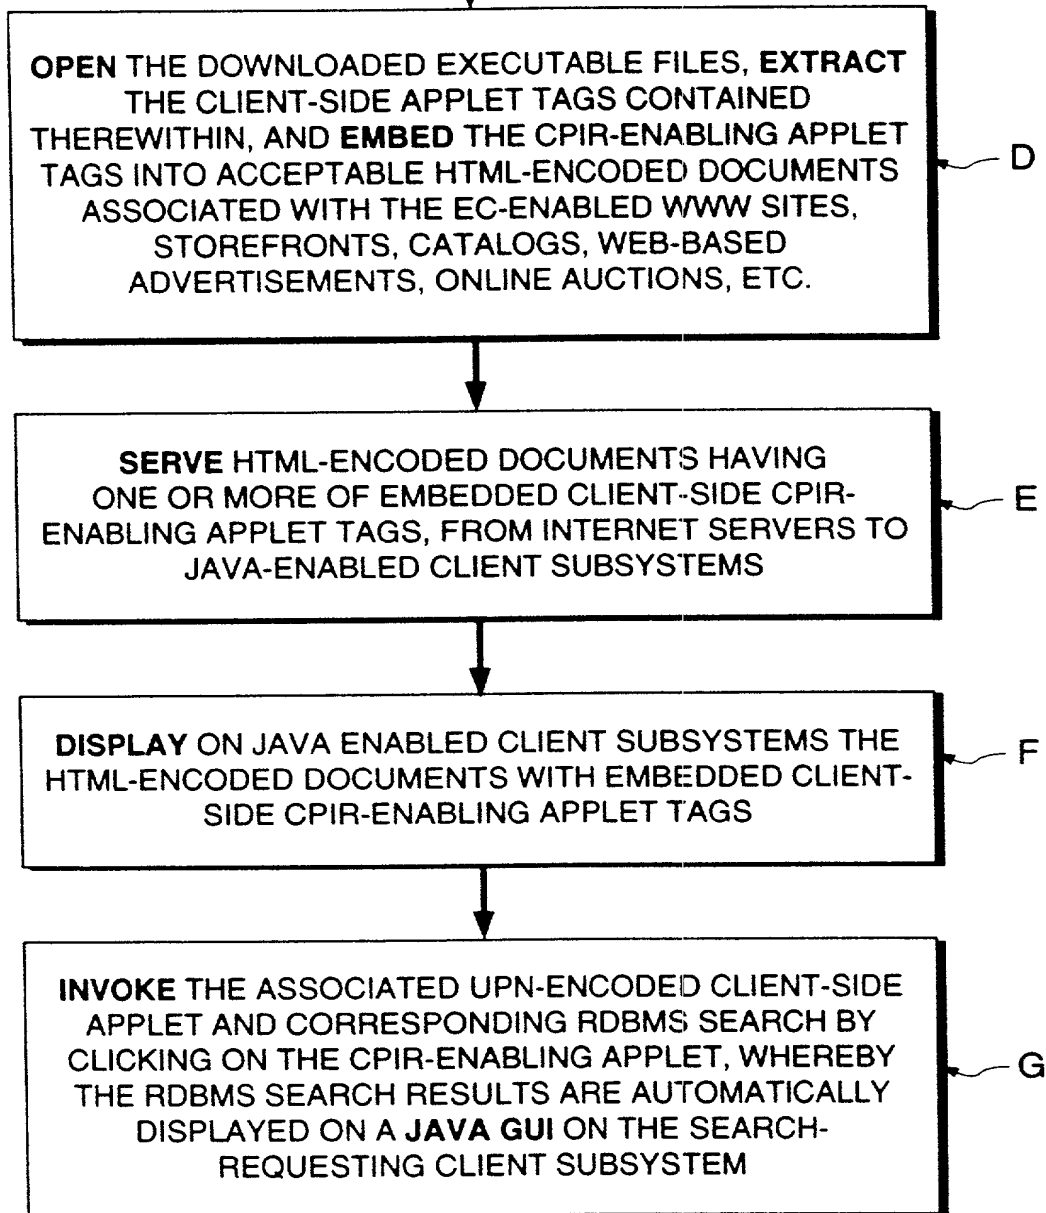 OPEN THE DOWNLOADED EXECUTABLE FILES, EXTRACT
THE CLIENT-SIDE APPLET TAGS CONTAINED
THEREWITHIN, AND EMBED THE CPIR-ENABLING APPLET
TAGS INTO ACCEPTABLE HTML-ENCODED DOCUMENTS
ASSOCIATED WITH THE EC-ENABLED WWW SITES,
STOREFRONTS, CATALOGS, WEB-BASED
ADVERTISEMENTS, ONLINE AUCTIONS, ETC.
D
SERVE HTML-ENCODED DOCUMENTS HAVING
ONE OR MORE OF EMBEDDED CLIENT-SIDE CPIR-
ENABLING APPLET TAGS, FROM INTERNET SERVERS TO
JAVA-ENABLED CLIENT SUBSYSTEMS
E
DISPLAY ON JAVA ENABLED CLIENT SUBSYSTEMS THE
HTML-ENCODED DOCUMENTS WITH EMBEDDED CLIENT-
SIDE CPIR-ENABLING APPLET TAGS
F
INVOKE THE ASSOCIATED UPN-ENCODED CLIENT-SIDE
APPLET AND CORRESPONDING RDBMS SEARCH BY
CLICKING ON THE CPIR-ENABLING APPLET, WHEREBY
THE RDBMS SEARCH RESULTS ARE AUTOMATICALLY
DISPLAYED ON A JAVA GUI ON THE SEARCH-
REQUESTING CLIENT SUBSYSTEM
G